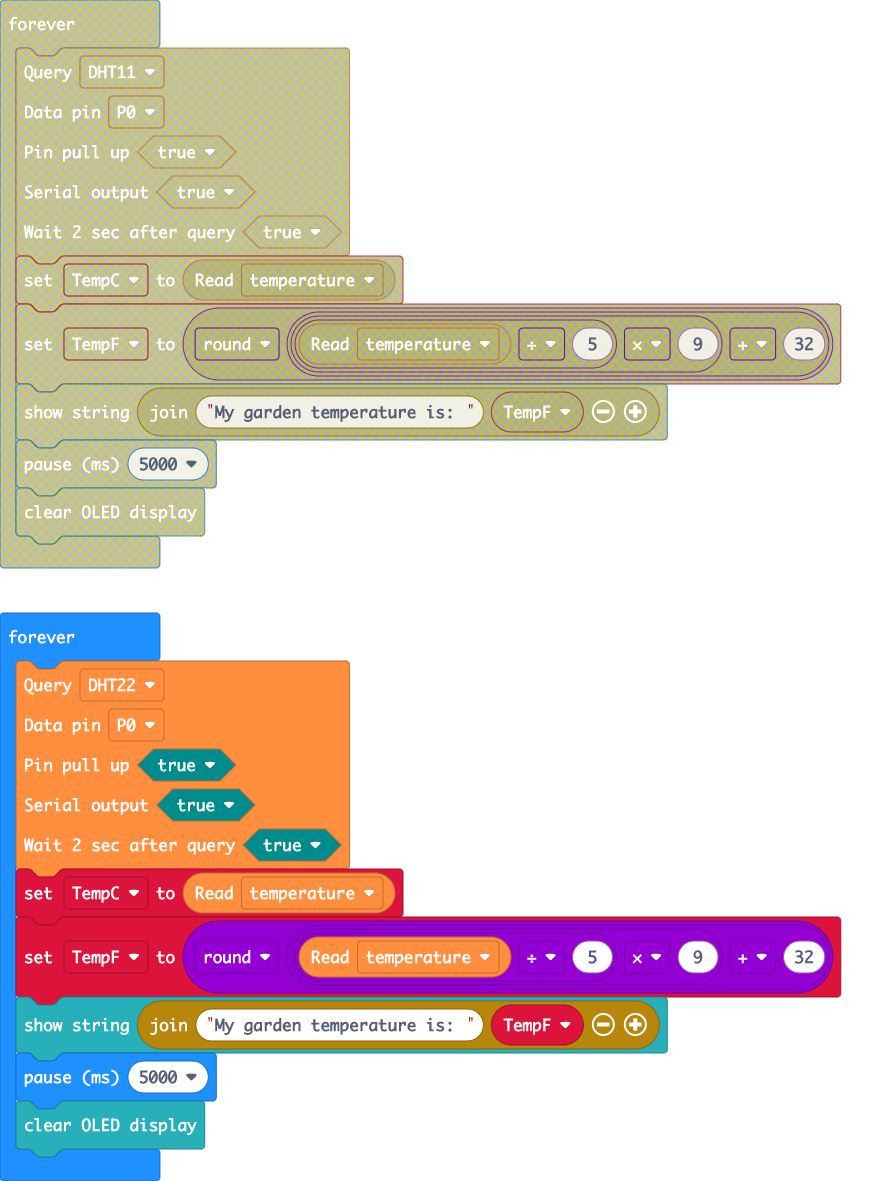 forever
Query DHT11
Data pin P0
Pin pull up true
Serial output true
Wait 2 sec after query true
set TempC to Read temperature
set TempF to round Read temperature ÷ 5 × 9 + 32
show string join "My garden temperature is: " TempF
pause (ms) 5000
clear OLED display
forever
Query DHT22
Data pin P0
Pin pull up true
Serial output true
Wait 2 sec after query true
set TempC to Read temperature
set TempF to round Read temperature ÷ 5 × 9 + 32
show string join "My garden temperature is: " TempF
pause (ms) 5000
clear OLED display